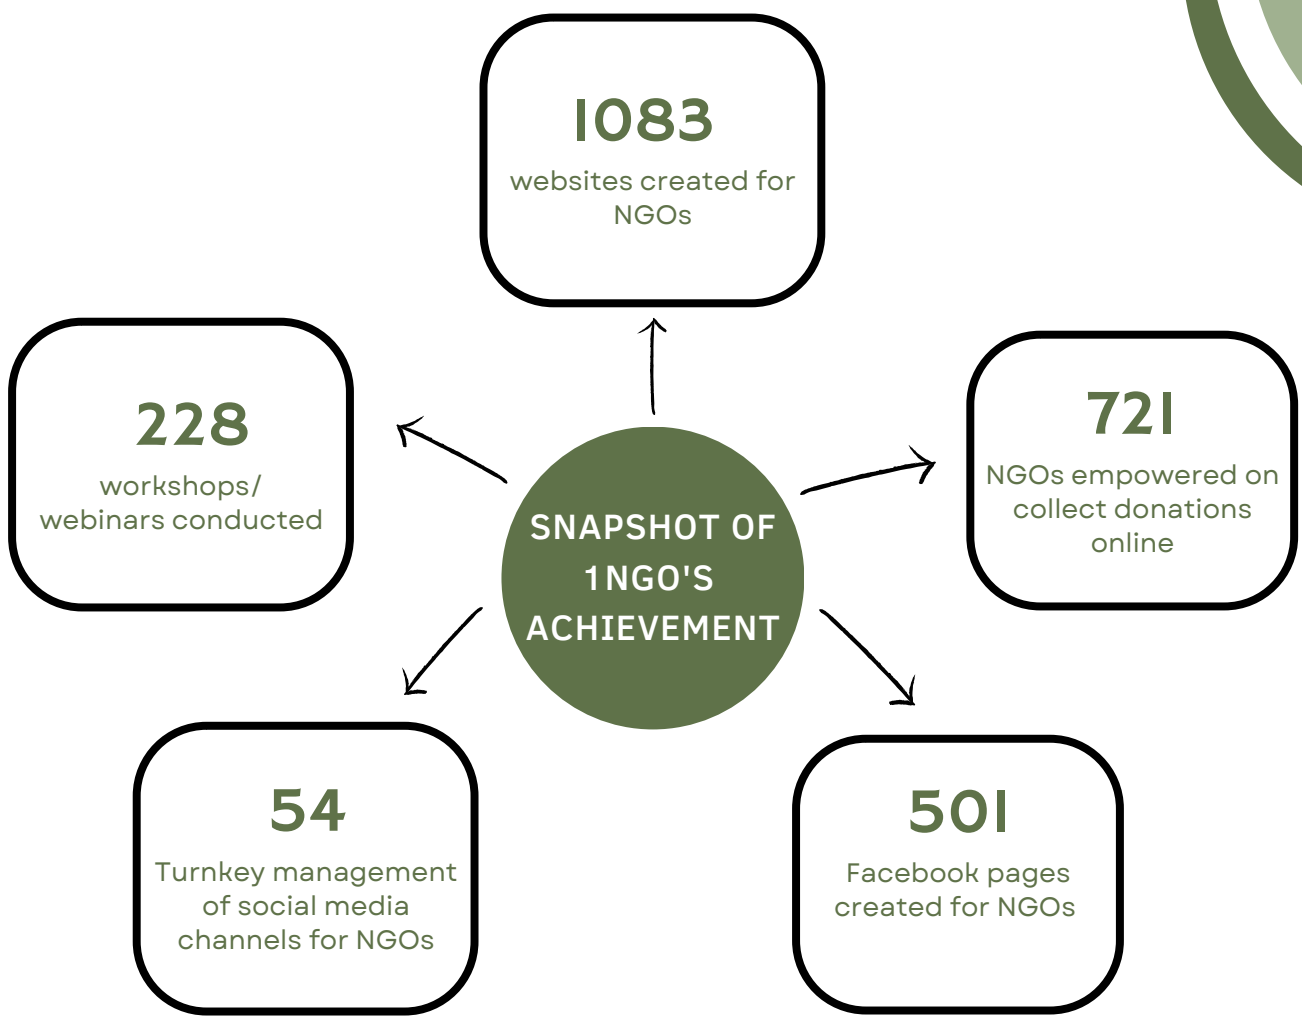 1083
websites created for
NGOs
228
workshops/
webinars conducted
721
NGOs empowered on
collect donations
online
SNAPSHOT OF
1NGO'S
ACHIEVEMENT
54
Turnkey management
of social media
channels for NGOs
501
Facebook pages
created for NGOs